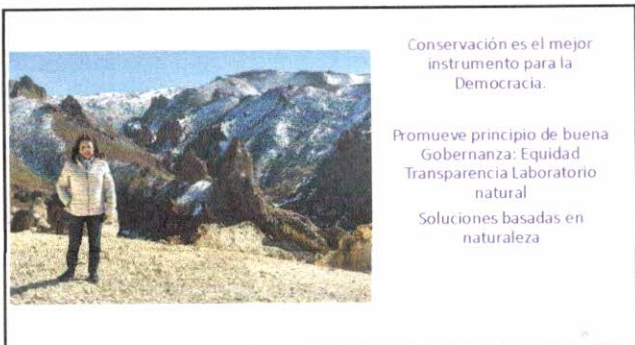 Conservación es el mejor
instrumento para la
Democracia.
Promueve principio de buena
Gobernanza: Equidad
Transparencia Laboratorio
natural
Soluciones basadas en
naturaleza